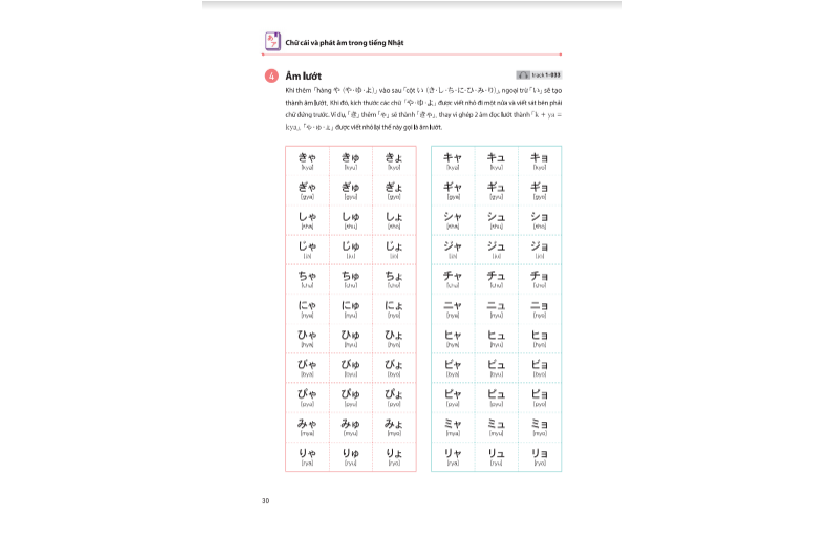 あ
ア
Chữ cái và phát âm trong tiếng Nhật
4 Âm lướt
track 1-033
Khi thêm「hàng や (や・ゆ・よ)」vào sau「cột い (き・し・ち・に・ひ・み・り)」, ngoại trừ「い」sẽ tạo
thành âm lướt. Khi đó, kích thước các chữ「や・ゆ・よ」được viết nhỏ đi một nửa và viết sát bên phải
chữ đứng trước. Ví dụ,「き」thêm「や」sẽ thành「きゃ」, thay vì ghép 2 âm đọc lướt thành「k + ya =
kya」,「や・ゆ・よ」được viết nhỏ lại thế này gọi là âm lướt.
きゃ きゅ きょ キャ キュ キョ
[kya] [kyu] [kyo] [kya] [kyu] [kyo]
ぎゃ ぎゅ ぎょ ギャ ギュ ギョ
[gya] [gyu] [gyo] [gya] [gyu] [gyo]
しゃ しゅ しょ シャ シュ ショ
[sha] [shu] [sho] [sha] [shu] [sho]
じゃ じゅ じょ ジャ ジュ ジョ
[ja] [ju] [jo] [ja] [ju] [jo]
ちゃ ちゅ ちょ チャ チュ チョ
[cha] [chu] [cho] [cha] [chu] [cho]
にゃ にゅ にょ ニャ ニュ ニョ
[nya] [nyu] [nyo] [nya] [nyu] [nyo]
ひゃ ひゅ ひょ ヒャ ヒュ ヒョ
[hya] [hyu] [hyo] [hya] [hyu] [hyo]
びゃ びゅ びょ ビャ ビュ ビョ
[bya] [byu] [byo] [bya] [byu] [byo]
ぴゃ ぴゅ ぴょ ピャ ピュ ピョ
[pya] [pyu] [pyo] [pya] [pyu] [pyo]
みゃ みゅ みょ ミャ ミュ ミョ
[mya] [myu] [myo] [mya] [myu] [myo]
りゃ りゅ りょ リャ リュ リョ
[rya] [ryu] [ryo] [rya] [ryu] [ryo]
30